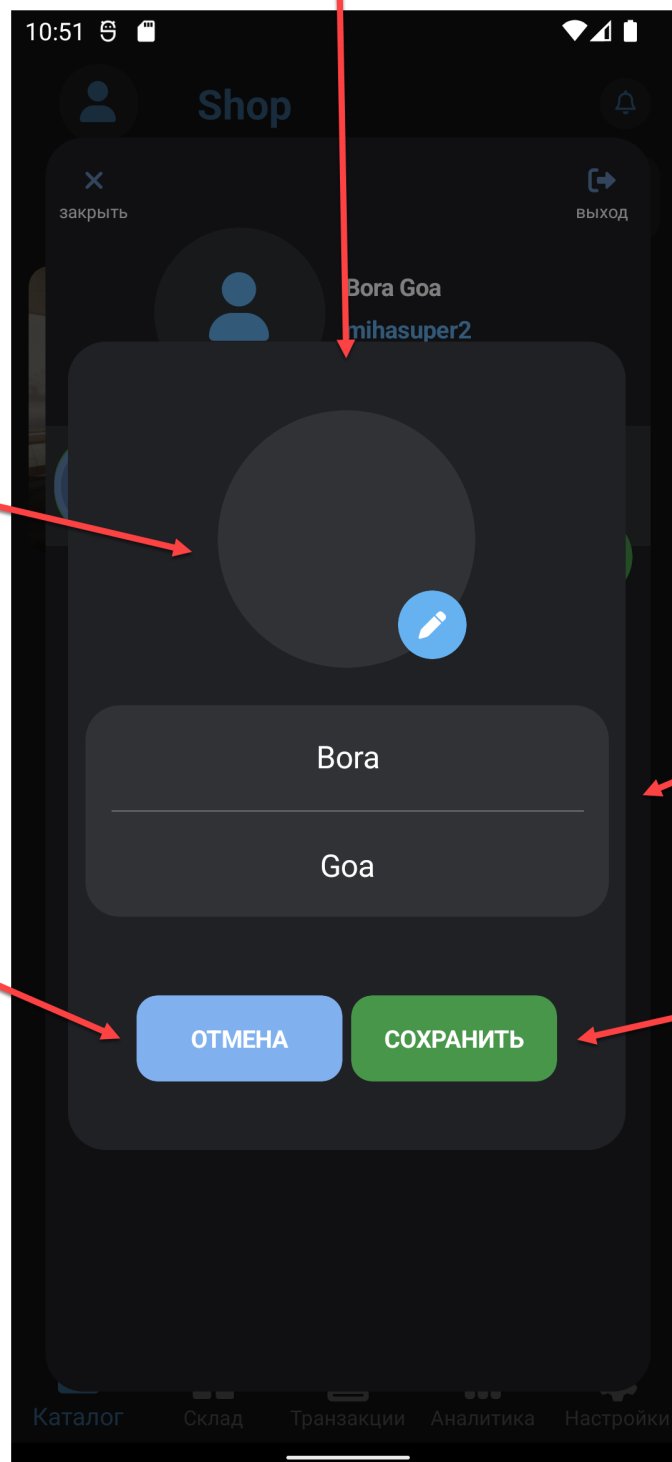 10:51
Shop
закрыть
выход
Bora Goa
mihasuper2
Bora
Goa
ОТМЕНА
СОХРАНИТЬ
Каталог
Склад
Транзакции
Аналитика
Настройки